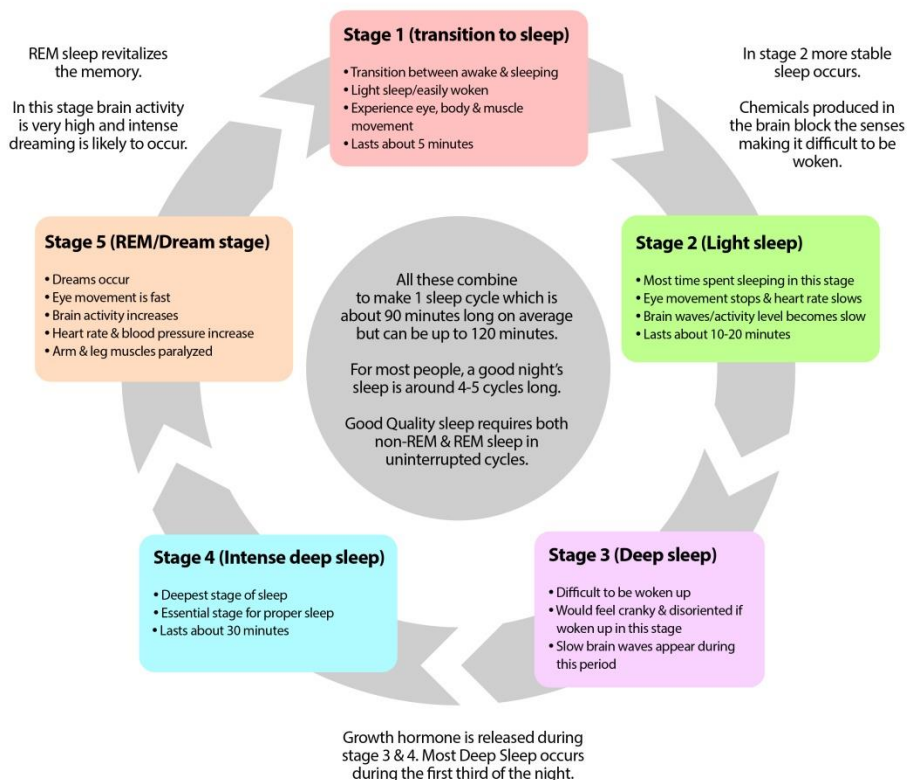 Stage 1 (transition to sleep)
• Transition between awake & sleeping
• Light sleep/easily woken
• Experience eye, body & muscle
movement
• Lasts about 5 minutes
In stage 2 more stable
sleep occurs.
Chemicals produced in
the brain block the senses
making it difficult to be
woken.
Stage 2 (Light sleep)
• Most time spent sleeping in this stage
• Eye movement stops & heart rate slows
• Brain waves/activity level becomes slow
• Lasts about 10-20 minutes
Stage 3 (Deep sleep)
• Difficult to be woken up
• Would feel cranky & disoriented if
woken up in this stage
• Slow brain waves appear during
this period
Growth hormone is released during
stage 3 & 4. Most Deep Sleep occurs
during the first third of the night.
Stage 4 (Intense deep sleep)
• Deepest stage of sleep
• Essential stage for proper sleep
• Lasts about 30 minutes
Stage 5 (REM/Dream stage)
• Dreams occur
• Eye movement is fast
• Brain activity increases
• Heart rate & blood pressure increase
• Arm & leg muscles paralyzed
REM sleep revitalizes
the memory.
In this stage brain activity
is very high and intense
dreaming is likely to occur.
All these combine
to make 1 sleep cycle which is
about 90 minutes long on average
but can be up to 120 minutes.
For most people, a good night's
sleep is around 4-5 cycles long.
Good Quality sleep requires both
non-REM & REM sleep in
uninterrupted cycles.